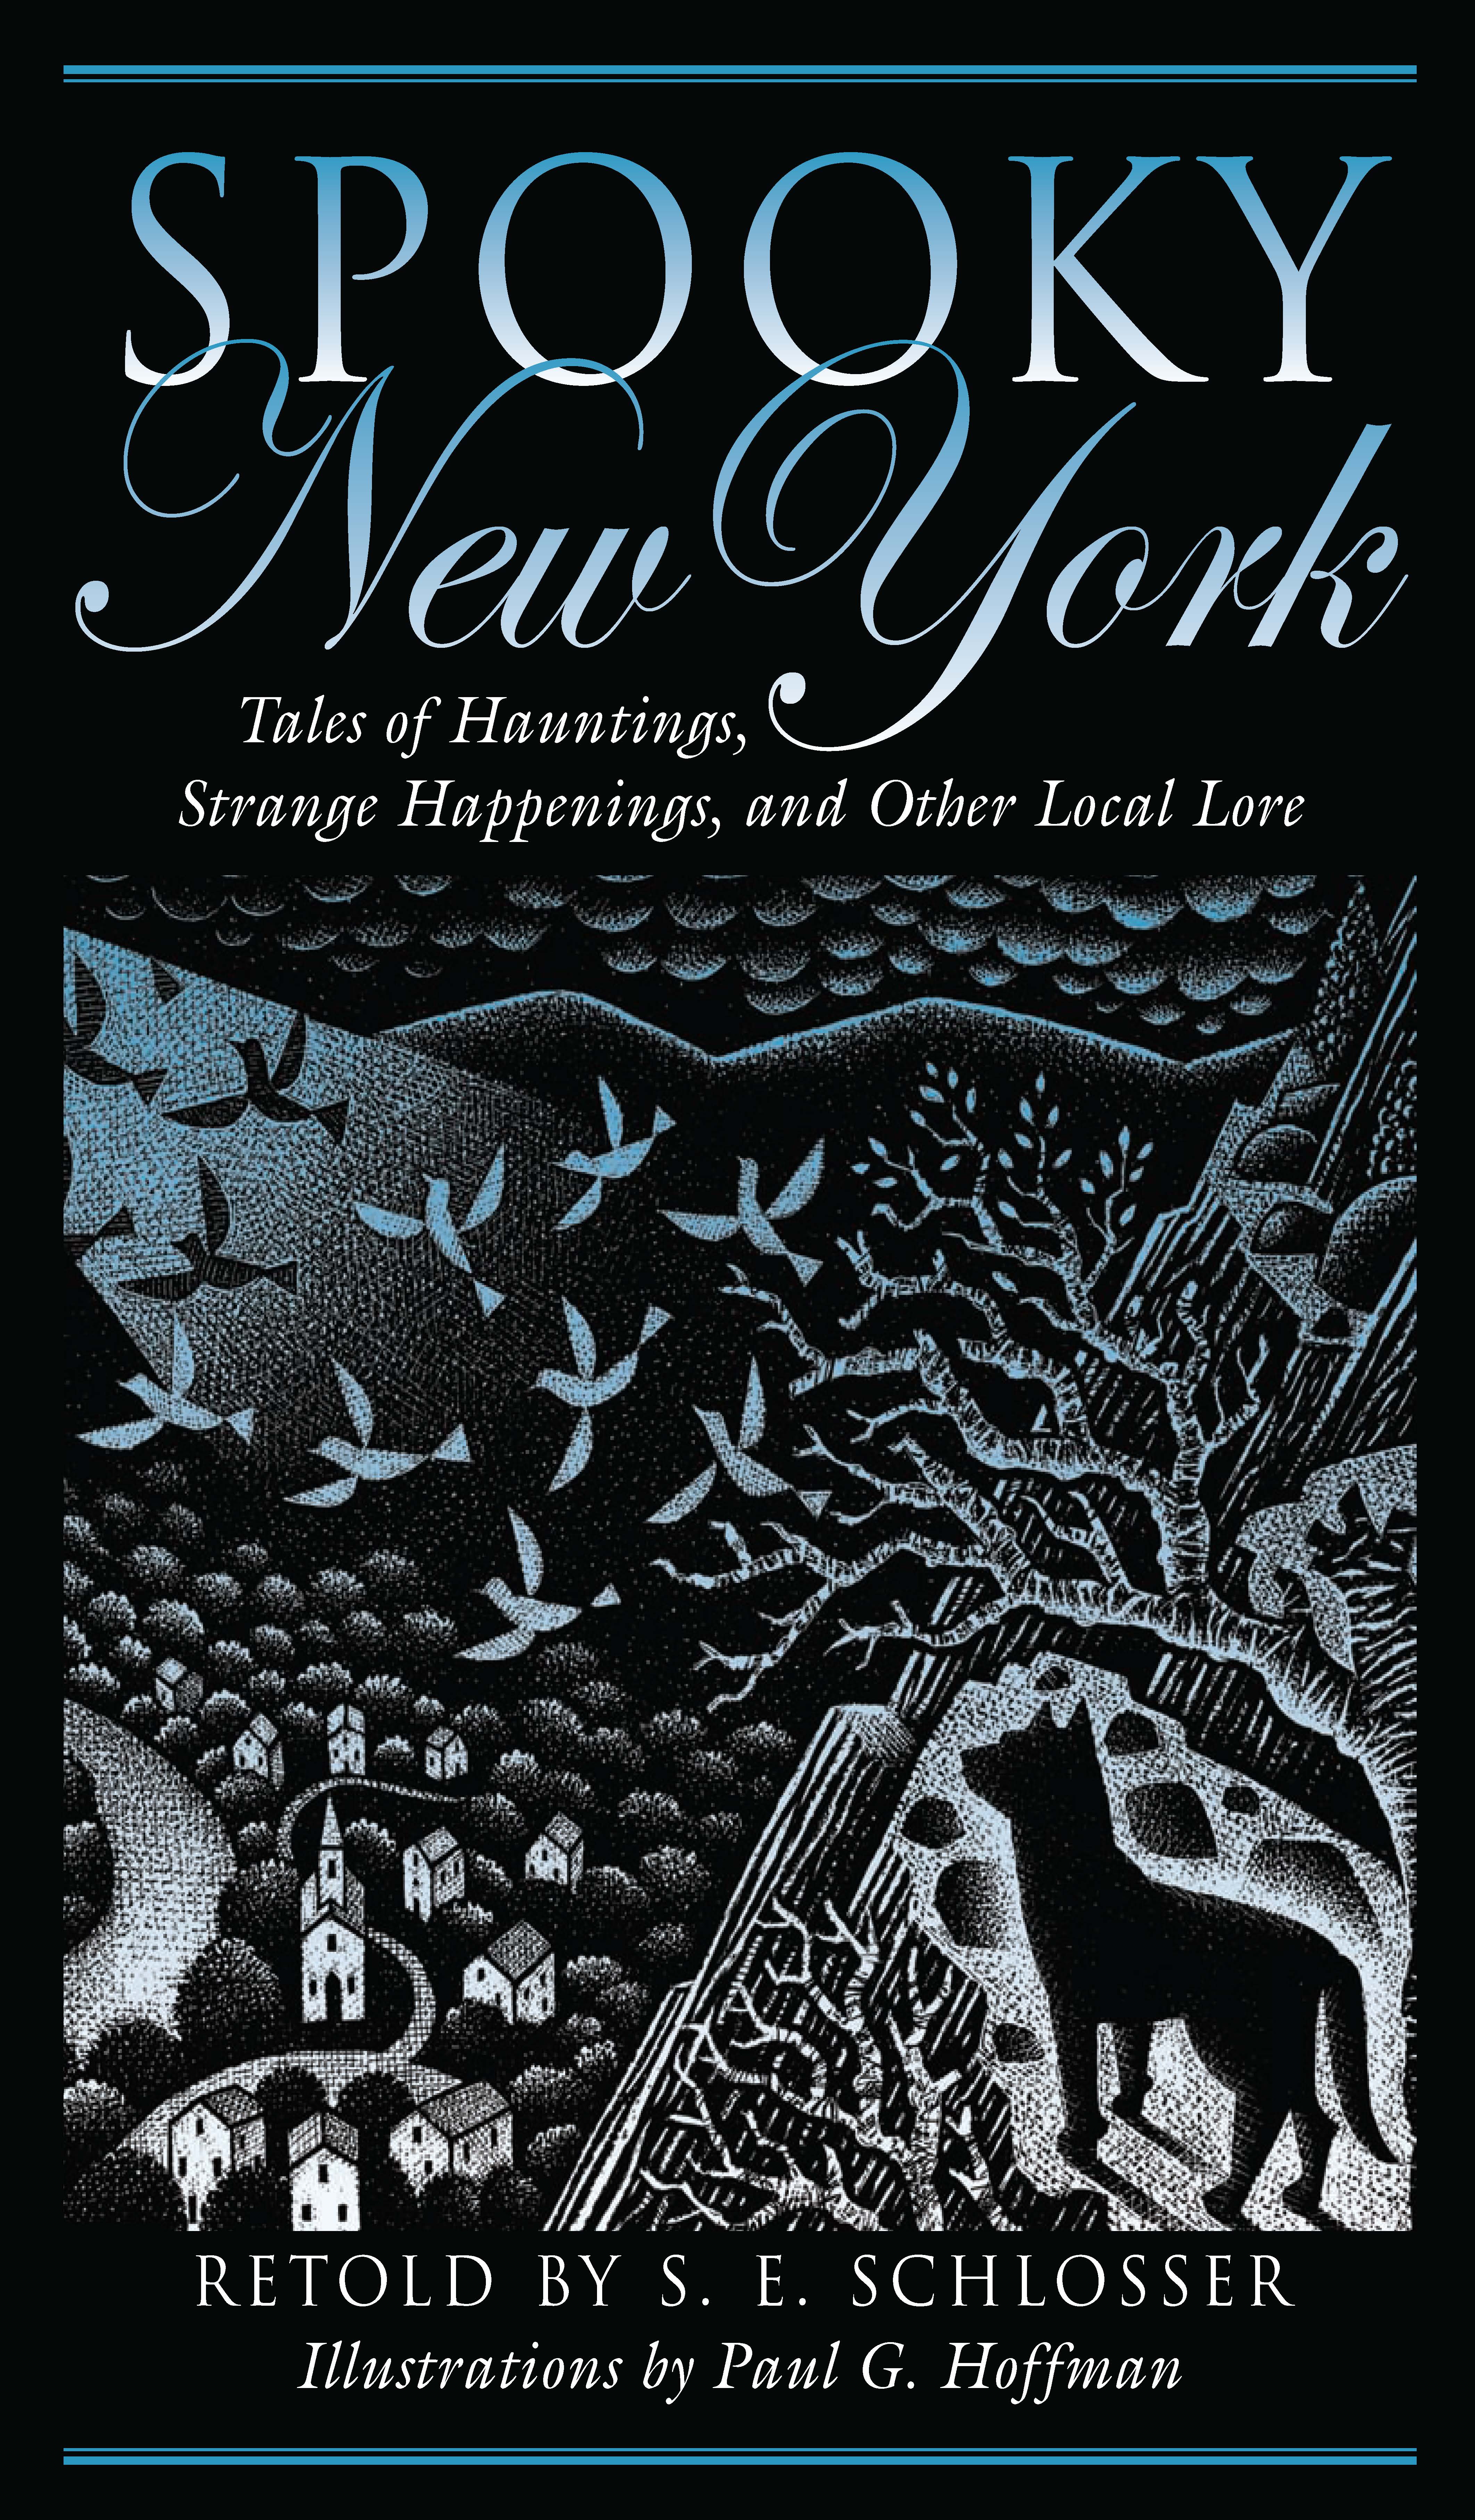 SPOOKY
New York
Tales of Hauntings,
Strange Happenings, and Other Local Lore
RETOLD BY S. E. SCHLOSSER
Illustrations by Paul G. Hoffman